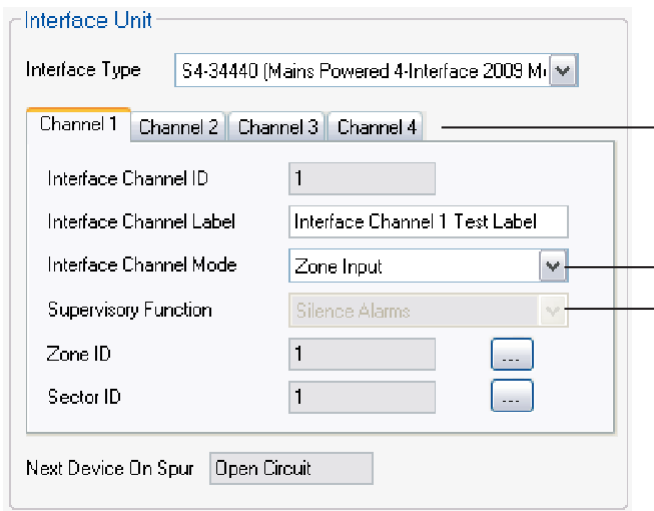 Interface Unit
Interface Type S4-34440 (Mains Powered 4-Interface 2009 M
Channel 1 Channel 2 Channel 3 Channel 4
Interface Channel ID 1
Interface Channel Label Interface Channel 1 Test Label
Interface Channel Mode Zone Input
Supervisory Function Silence Alarms
Zone ID 1 ...
Sector ID 1 ...
Next Device On Spur Open Circuit